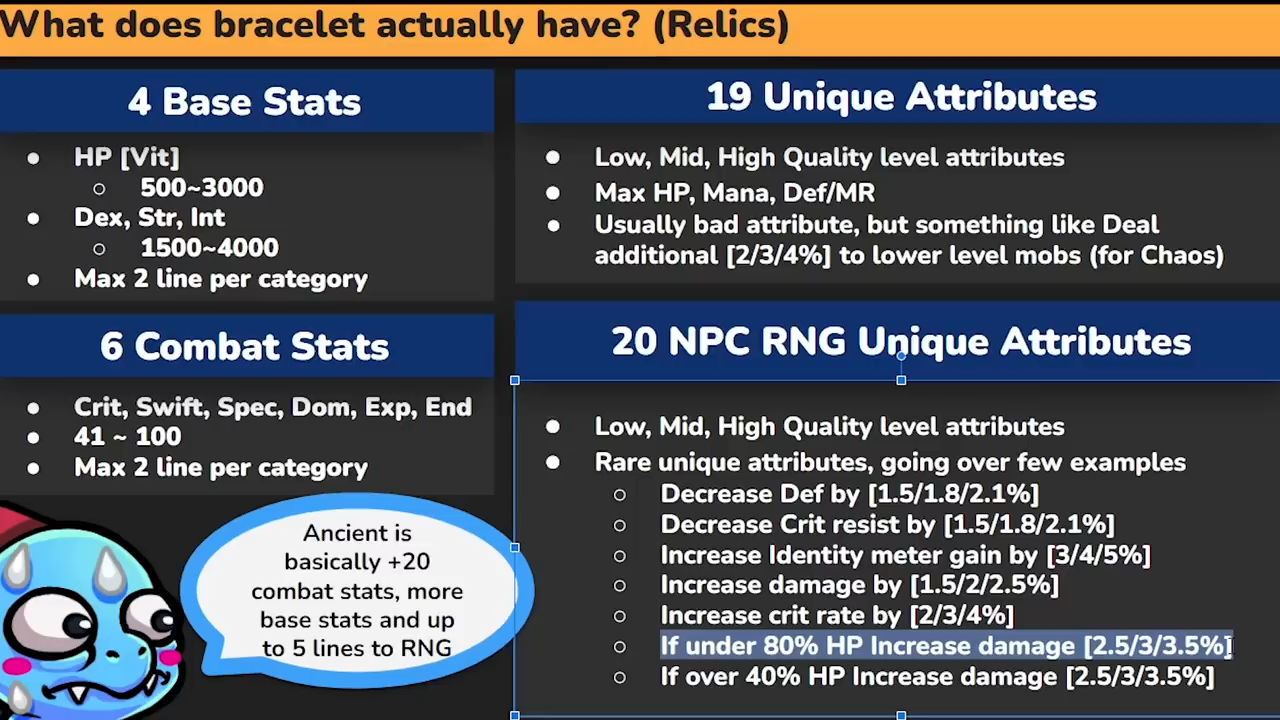 What does bracelet actually have? (Relics)
4 Base Stats
HP [Vit]
500~3000
Dex, Str, Int
1500~4000
Max 2 line per category
6 Combat Stats
Crit, Swift, Spec, Dom, Exp, End
41 ~ 100
Max 2 line per category
Ancient is
basically +20
combat stats, more
base stats and up
to 5 lines to RNG
19 Unique Attributes
Low, Mid, High Quality level attributes
Max HP, Mana, Def/MR
Usually bad attribute, but something like Deal
additional [2/3/4%] to lower level mobs (for Chaos)
20 NPC RNG Unique Attributes
Low, Mid, High Quality level attributes
Rare unique attributes, going over few examples
Decrease Def by [1.5/1.8/2.1%]
Decrease Crit resist by [1.5/1.8/2.1%]
Increase Identity meter gain by [3/4/5%]
Increase damage by [1.5/2/2.5%]
Increase crit rate by [2/3/4%]
If under 80% HP Increase damage [2.5/3/3.5%]
If over 40% HP Increase damage [2.5/3/3.5%]